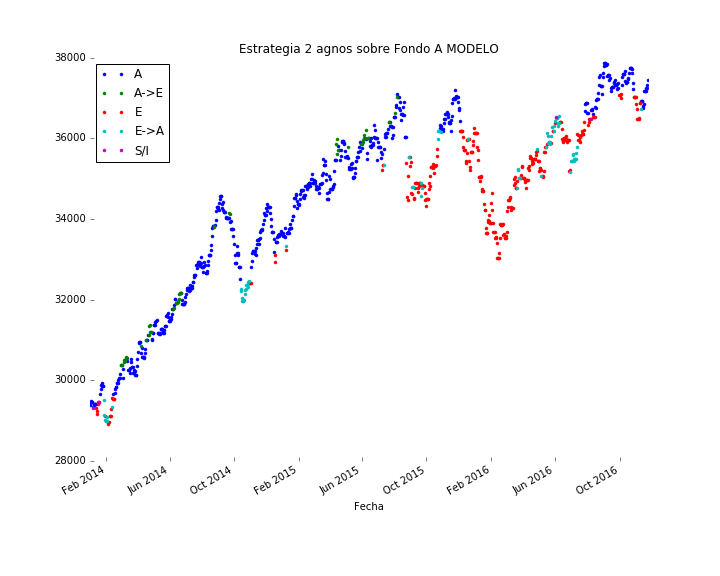 Estrategia 2 agnos sobre Fondo A MODELO
38000
36000
34000
32000
30000
28000
A
A->E
E
E->A
S/I
Feb 2014
Jun 2014
Oct 2014
Feb 2015
Jun 2015
Oct 2015
Feb 2016
Jun 2016
Oct 2016
Fecha